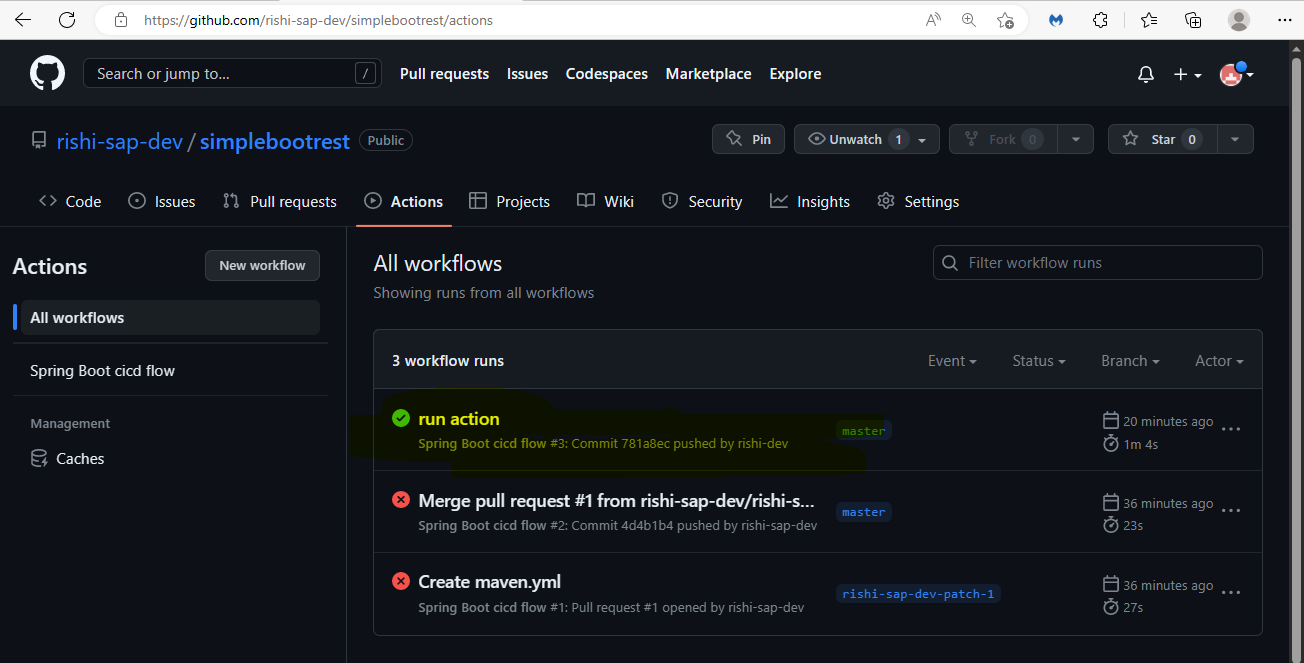 https://github.com/rishi-sap-dev/simplebootrest/actions
Search or jump to... / Pull requests Issues Codespaces Marketplace Explore
rishi-sap-dev / simplebootrest Public Pin Unwatch 1 Fork 0 Star 0
Code Issues Pull requests Actions Projects Wiki Security Insights Settings
Actions New workflow
All workflows
Spring Boot cicd flow
Management
Caches
All workflows Filter workflow runs
Showing runs from all workflows
3 workflow runs Event Status Branch Actor
run action master 20 minutes ago
Spring Boot cicd flow #3: Commit 781a8ec pushed by rishi-dev 1m 4s
Merge pull request #1 from rishi-sap-dev/rishi-s... master 36 minutes ago
Spring Boot cicd flow #2: Commit 4d4b1b4 pushed by rishi-sap-dev 23s
Create maven.yml rishi-sap-dev-patch-1 36 minutes ago
Spring Boot cicd flow #1: Pull request #1 opened by rishi-sap-dev 27s